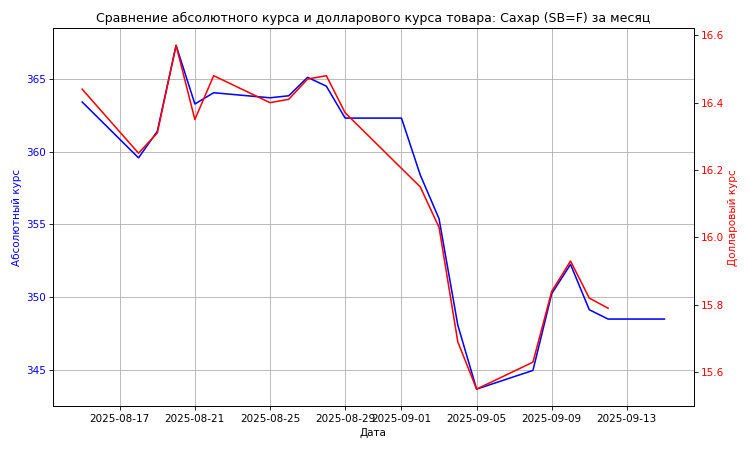 Сравнение абсолютного курса и долларового курса товара: Сахар (SB=F) за месяц
Абсолютный курс
365
360
355
350
345
16.6
16.4
16.2
16.0
15.8
15.6
Долларовый курс
2025-08-17 2025-08-21 2025-08-25 2025-08-29 2025-09-01 2025-09-05 2025-09-09 2025-09-13
Дата